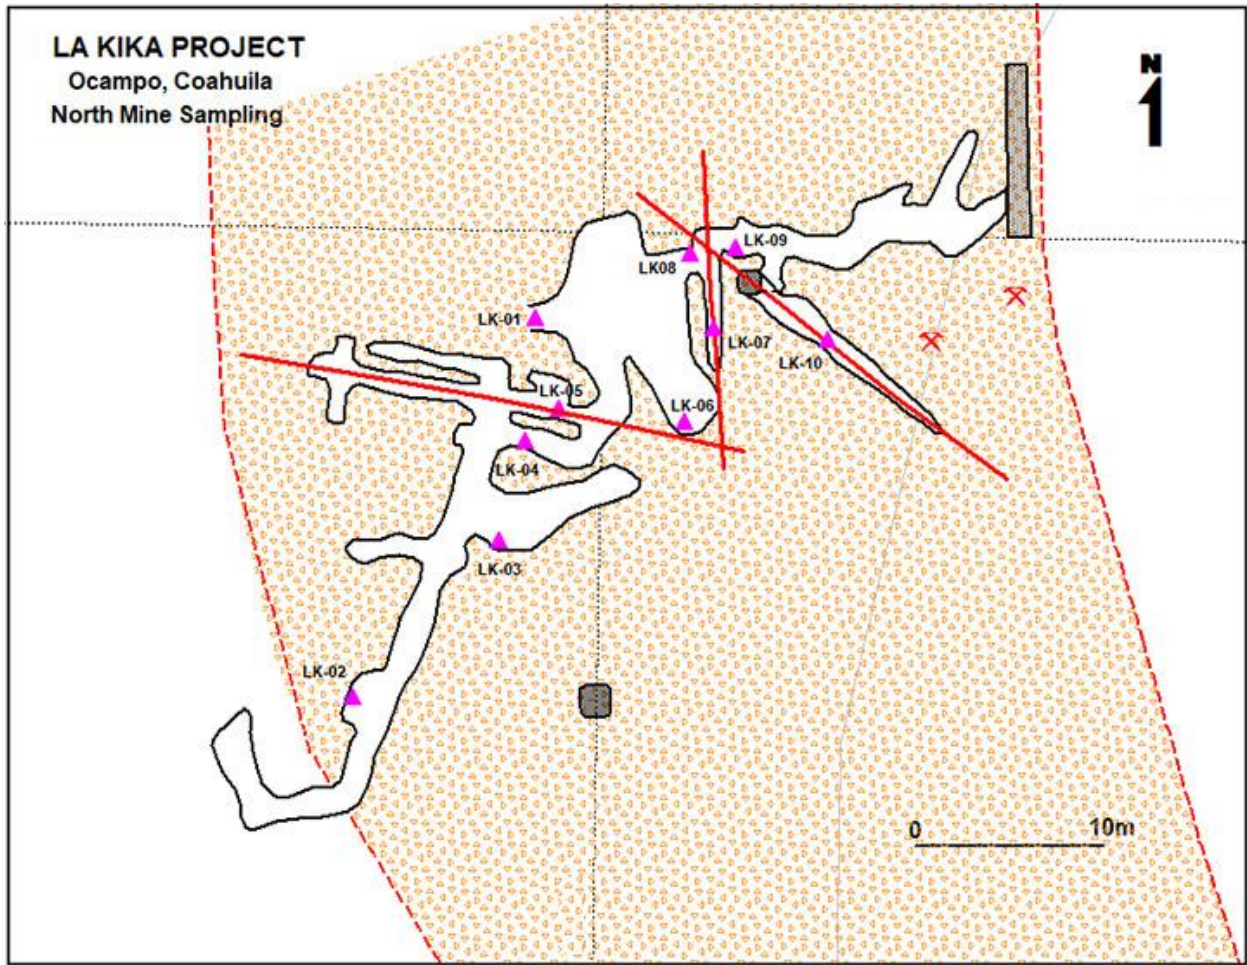 LA KIKA PROJECT
Ocampo, Coahuila
North Mine Sampling
N
LK-09
LK08
LK-01
LK-07
LK-10
LK-05
LK-06
LK-04
LK-03
LK-02
0 10m